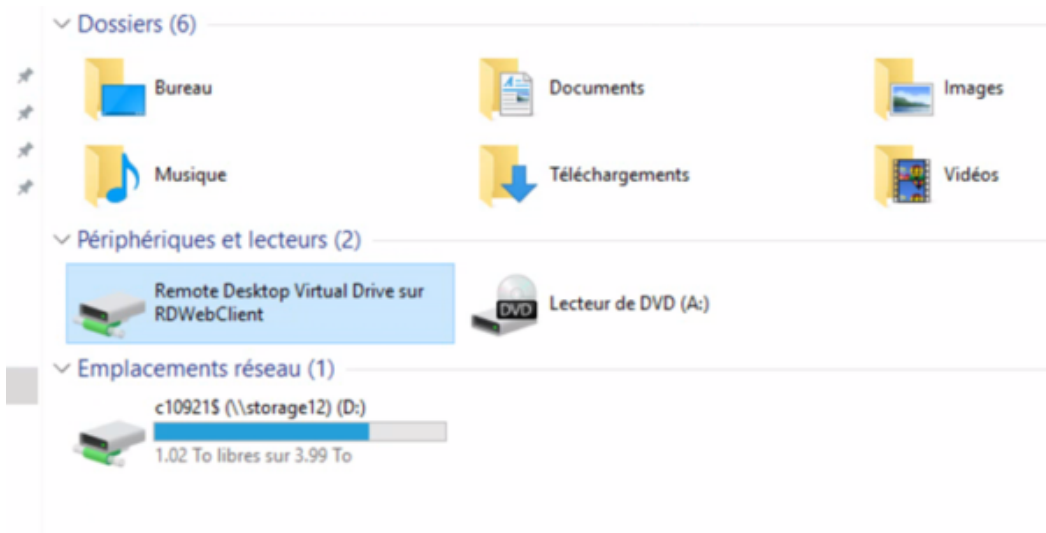 Dossiers (6)
Bureau
Documents
Images
Musique
Téléchargements
Vidéos
Périphériques et lecteurs (2)
Remote Desktop Virtual Drive sur
RDWebClient
DVD
Lecteur de DVD (A:)
Emplacements réseau (1)
c10921$ (\\storage12) (D:)
1.02 To libres sur 3.99 To